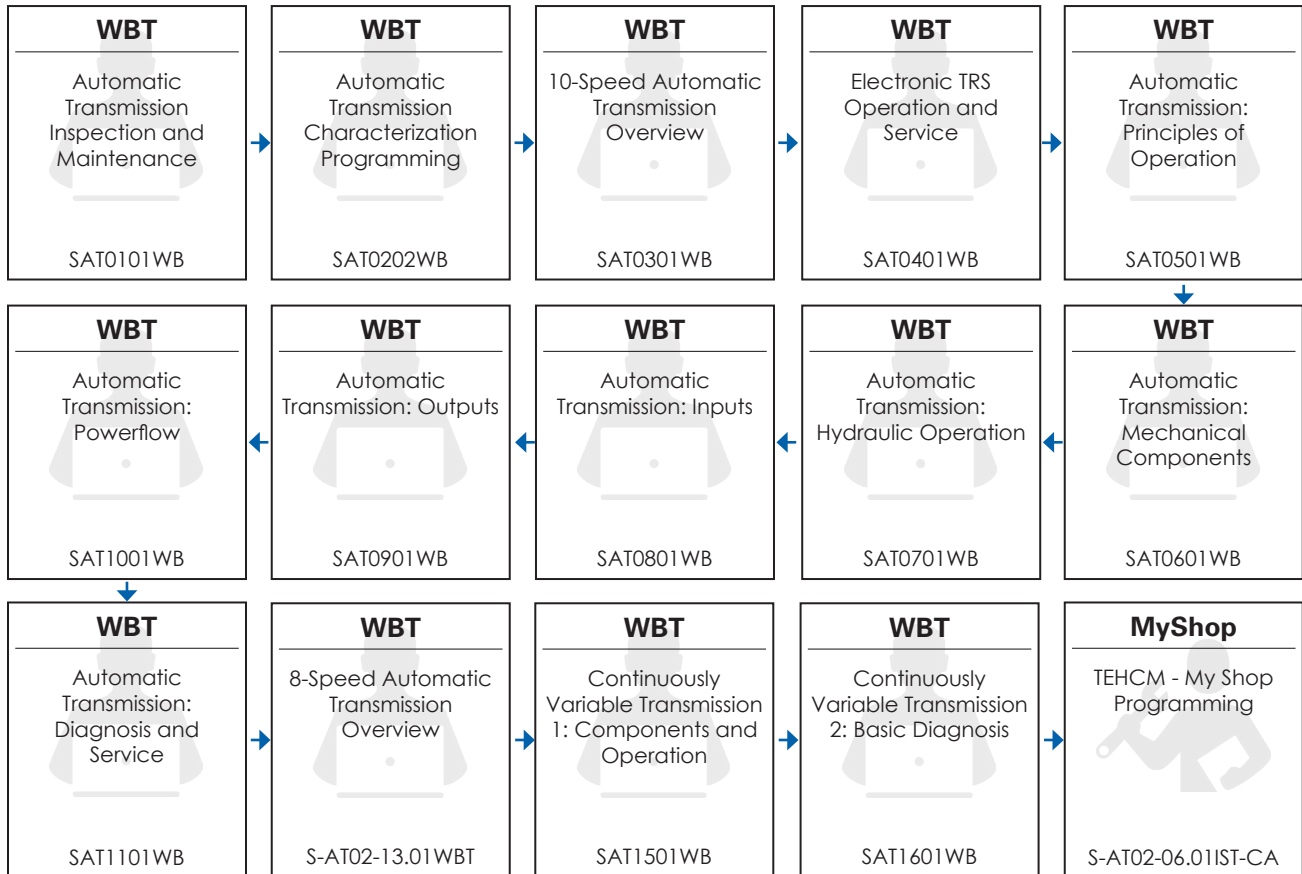 WBT
Automatic
Transmission
Inspection and
Maintenance
SAT0101WB
WBT
Automatic
Transmission
Characterization
Programming
SAT0202WB
WBT
10-Speed Automatic
Transmission
Overview
SAT0301WB
WBT
Electronic TRS
Operation and
Service
SAT0401WB
WBT
Automatic
Transmission:
Principles of
Operation
SAT0501WB
WBT
Automatic
Transmission:
Mechanical
Components
SAT0601WB
WBT
Automatic
Transmission:
Hydraulic Operation
SAT0701WB
WBT
Automatic
Transmission: Inputs
SAT0801WB
WBT
Automatic
Transmission: Outputs
SAT0901WB
WBT
Automatic
Transmission:
Powerflow
SAT1001WB
WBT
Automatic
Transmission:
Diagnosis and
Service
SAT1101WB
WBT
8-Speed Automatic
Transmission
Overview
S-AT02-13.01WBT
WBT
Continuously
Variable Transmission
1: Components and
Operation
SAT1501WB
WBT
Continuously
Variable Transmission
2: Basic Diagnosis
SAT1601WB
MyShop
TEHCM - My Shop
Programming
S-AT02-06.01IST-CA